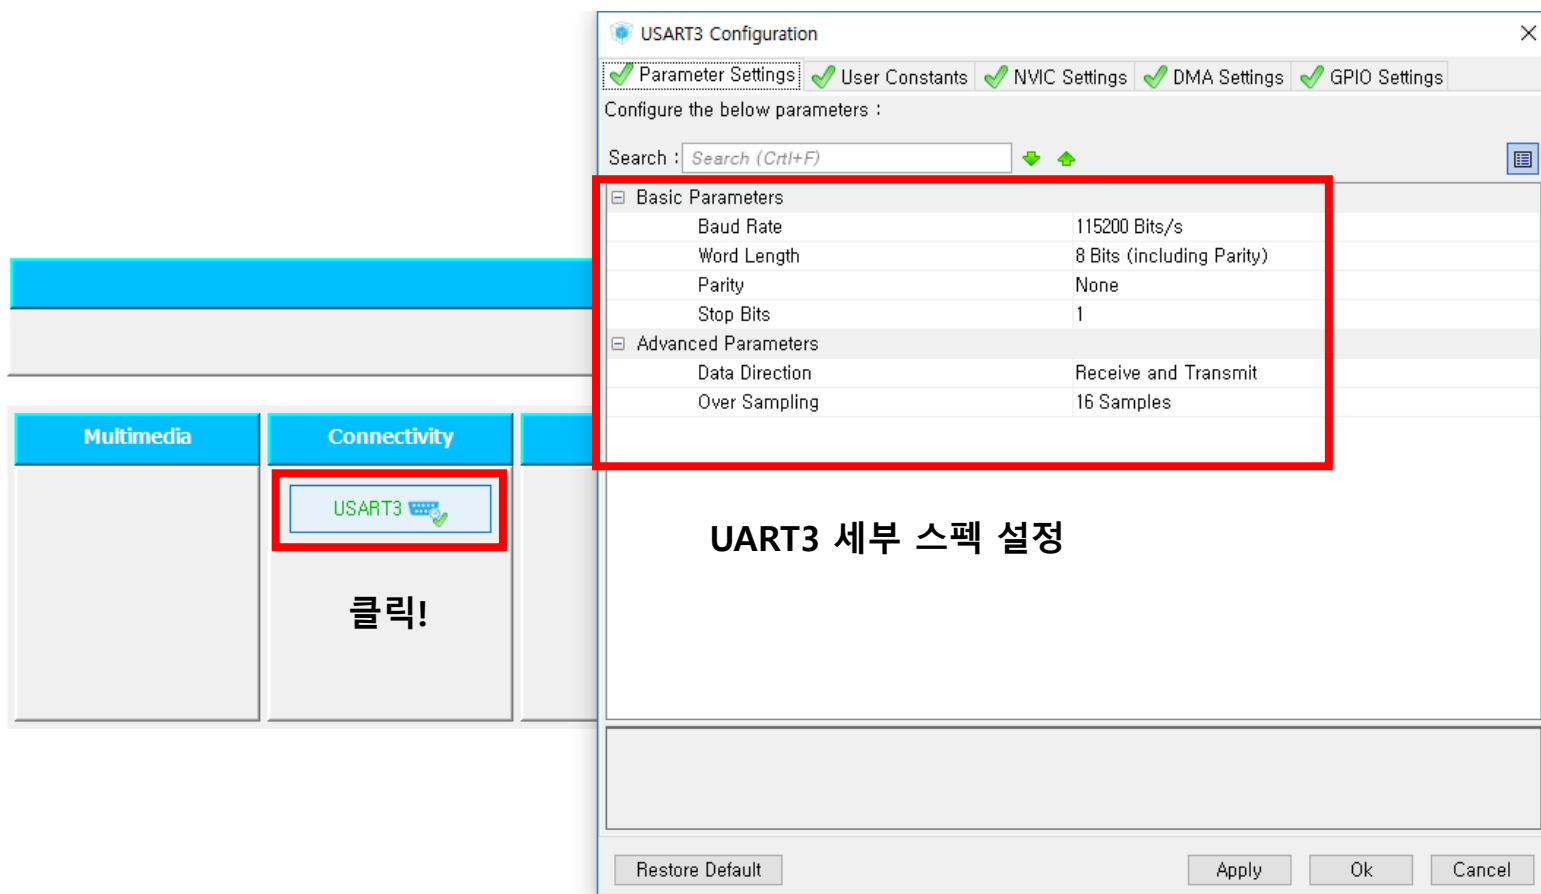 USART3 Configuration
Parameter Settings User Constants NVIC Settings DMA Settings GPIO Settings
Configure the below parameters :
Search : Search (Crtl+F)
Basic Parameters
Baud Rate 115200 Bits/s
Word Length 8 Bits (including Parity)
Parity None
Stop Bits 1
Advanced Parameters
Data Direction Receive and Transmit
Over Sampling 16 Samples
Multimedia Connectivity
USART3
클릭!
UART3 세부 스펙 설정
Restore Default Apply Ok Cancel